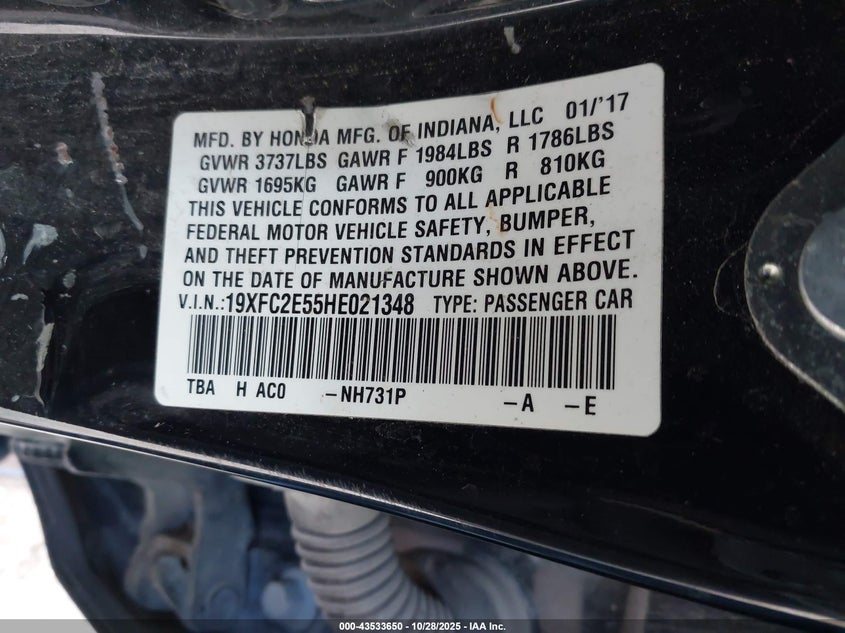 MFD. BY HONDA MFG. OF INDIANA, LLC 01/'17
GVWR 3737LBS GAWR F 1984LBS R 1786LBS
GVWR 1695KG GAWR F 900KG R 810KG
THIS VEHICLE CONFORMS TO ALL APPLICABLE
FEDERAL MOTOR VEHICLE SAFETY, BUMPER,
AND THEFT PREVENTION STANDARDS IN EFFECT
ON THE DATE OF MANUFACTURE SHOWN ABOVE.
V.I.N.:19XFC2E55HE021348 TYPE: PASSENGER CAR
TBA H AC0 –NH731P –A –E
000-43533650 - 10/28/2025 - IAA Inc.